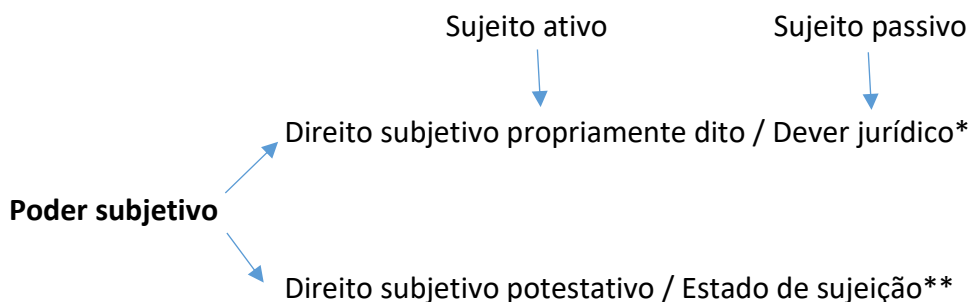 Sujeito ativo Sujeito passivo
Direito subjetivo propriamente dito / Dever jurídico*
Poder subjetivo
Direito subjetivo potestativo / Estado de sujeição**